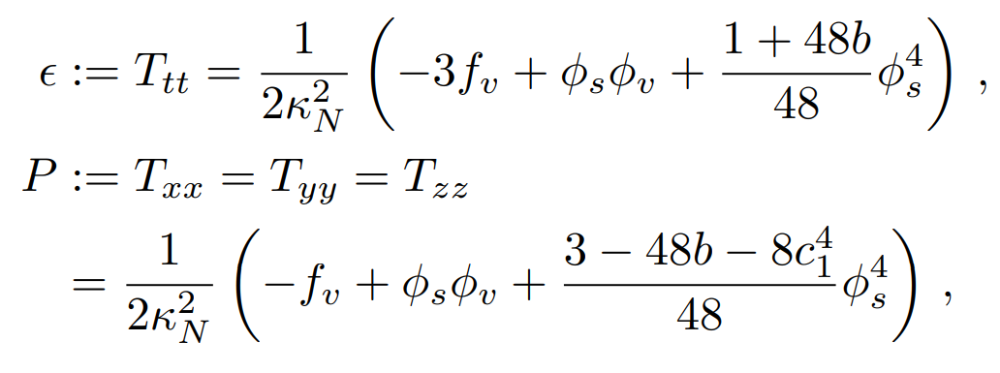 $\epsilon := T_{tt} = \frac{1}{2\kappa_N^2} \left( -3f_v + \phi_s\phi_v + \frac{1+48b}{48}\phi_s^4 \right) ,$
$P := T_{xx} = T_{yy} = T_{zz}$
$= \frac{1}{2\kappa_N^2} \left( -f_v + \phi_s\phi_v + \frac{3-48b-8c_1^4}{48}\phi_s^4 \right) ,$